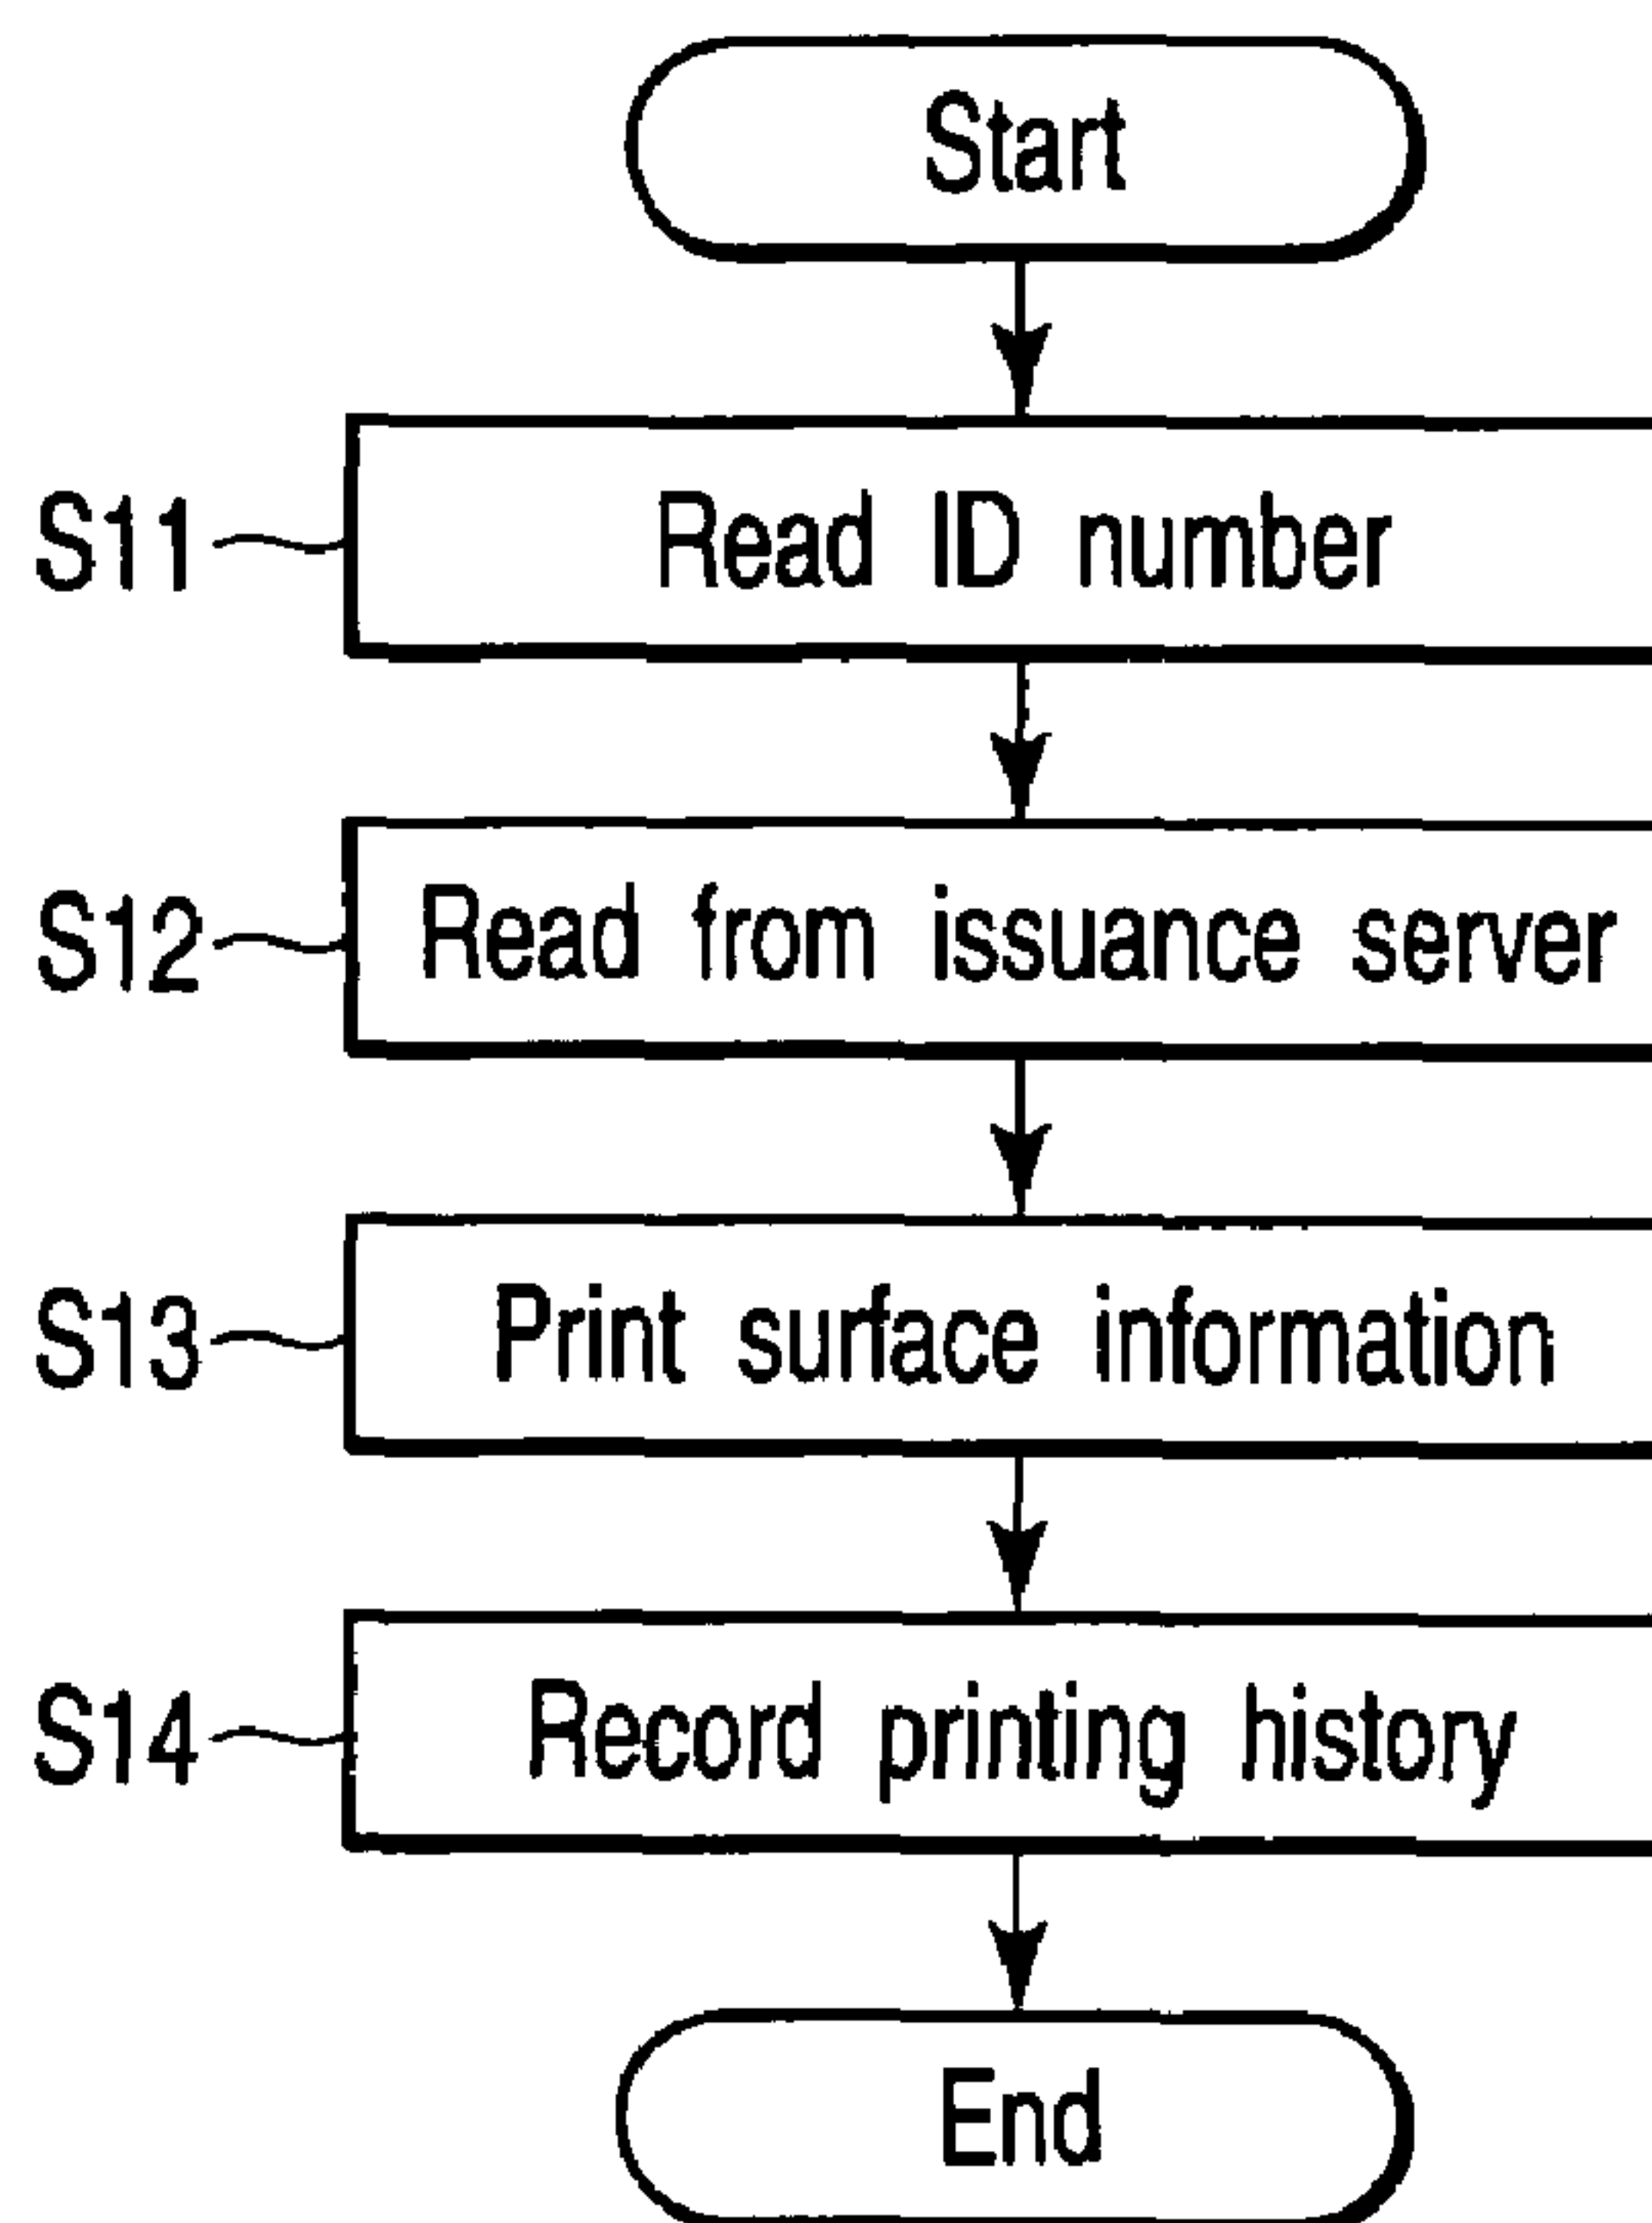 Start
S11 Read ID number
S12 Read from issuance server
S13 Print surface information
S14 Record printing history
End